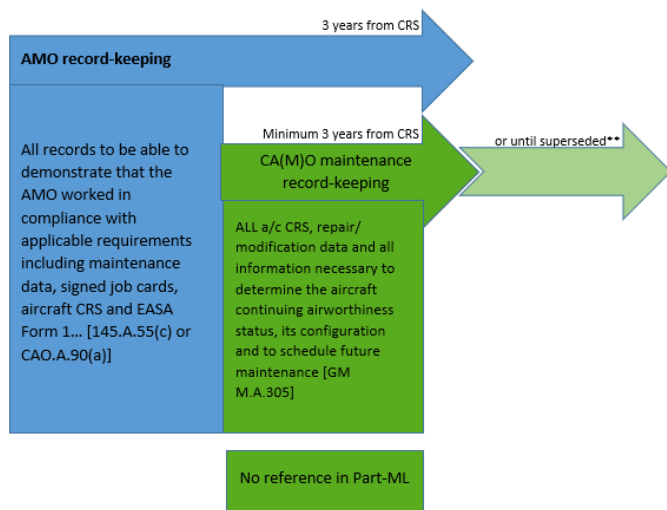 3 years from CRS
AMO record-keeping
Minimum 3 years from CRS
or until superseded**
CA(M)O maintenance
record-keeping
All records to be able to
demonstrate that the
AMO worked in
compliance with
applicable requirements
including maintenance
data, signed job cards,
aircraft CRS and EASA
Form 1... [145.A.55(c) or
CAO.A.90(a)]
ALL a/c CRS, repair/
modification data and all
information necessary to
determine the aircraft
continuing airworthiness
status, its configuration
and to schedule future
maintenance [GM
M.A.305]
No reference in Part-ML